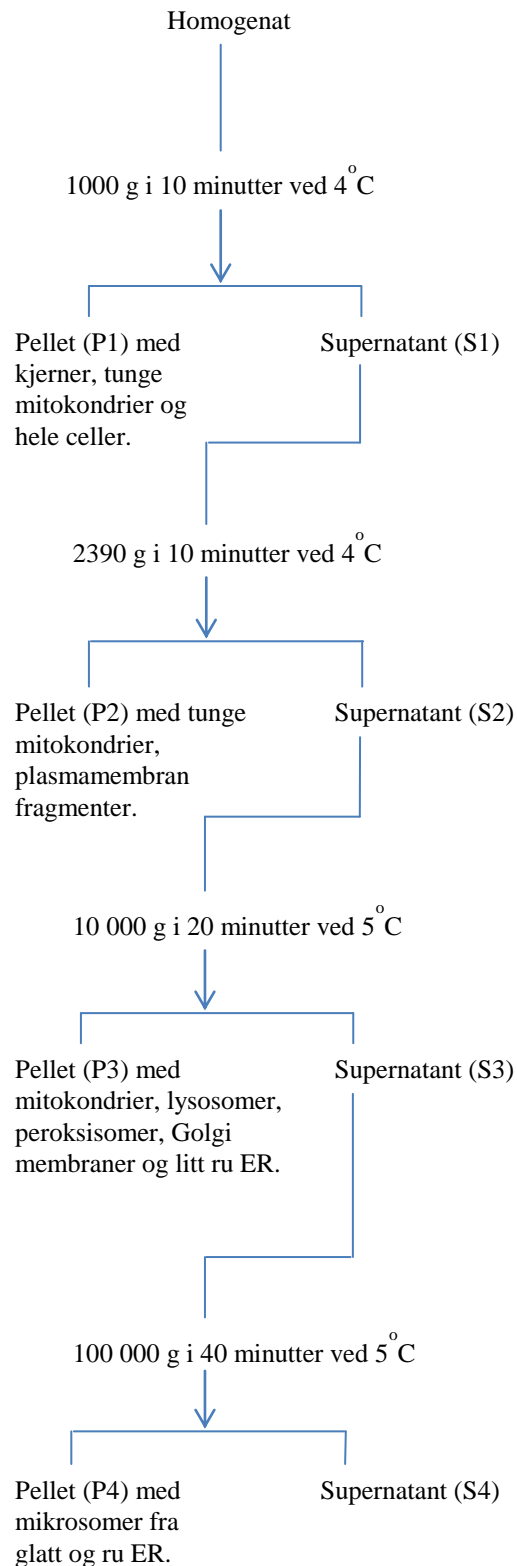 Homogenat
1000 g i 10 minutter ved 4°C
Pellet (P1) med
kjerner, tunge
mitokondrier og
hele celler.
Supernatant (S1)
2390 g i 10 minutter ved 4°C
Pellet (P2) med tunge
mitokondrier,
plasmamembran
fragmenter.
Supernatant (S2)
10 000 g i 20 minutter ved 5°C
Pellet (P3) med
mitokondrier, lysosomer,
peroksisomer, Golgi
membraner og litt ru ER.
Supernatant (S3)
100 000 g i 40 minutter ved 5°C
Pellet (P4) med
mikrosomer fra
glatt og ru ER.
Supernatant (S4)